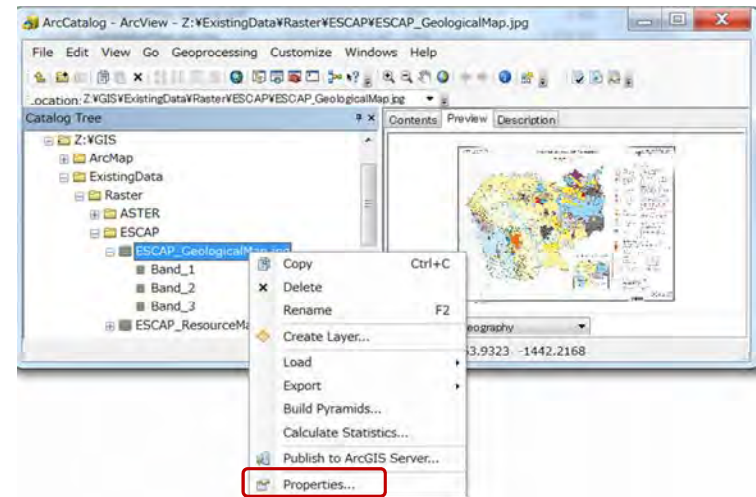 ArcCatalog - ArcView - Z:¥ExistingData¥Raster¥ESCAP¥ESCAP_GeologicalMap.jpg
File Edit View Go Geoprocessing Customize Windows Help
ocation: Z:¥GIS¥ExistingData¥Raster¥ESCAP¥ESCAP_GeologicalMap.jpg
Catalog Tree
Contents Preview Description
Z:¥GIS
ArcMap
ExistingData
Raster
ASTER
ESCAP
ESCAP_GeologicalMap.jpg
Band_1
Band_2
Band_3
ESCAP_ResourceMa
Copy Ctrl+C
Delete
Rename F2
Create Layer...
Load
Export
Build Pyramids...
Calculate Statistics...
Publish to ArcGIS Server...
Properties...
eography
3.9323 -1442.2168